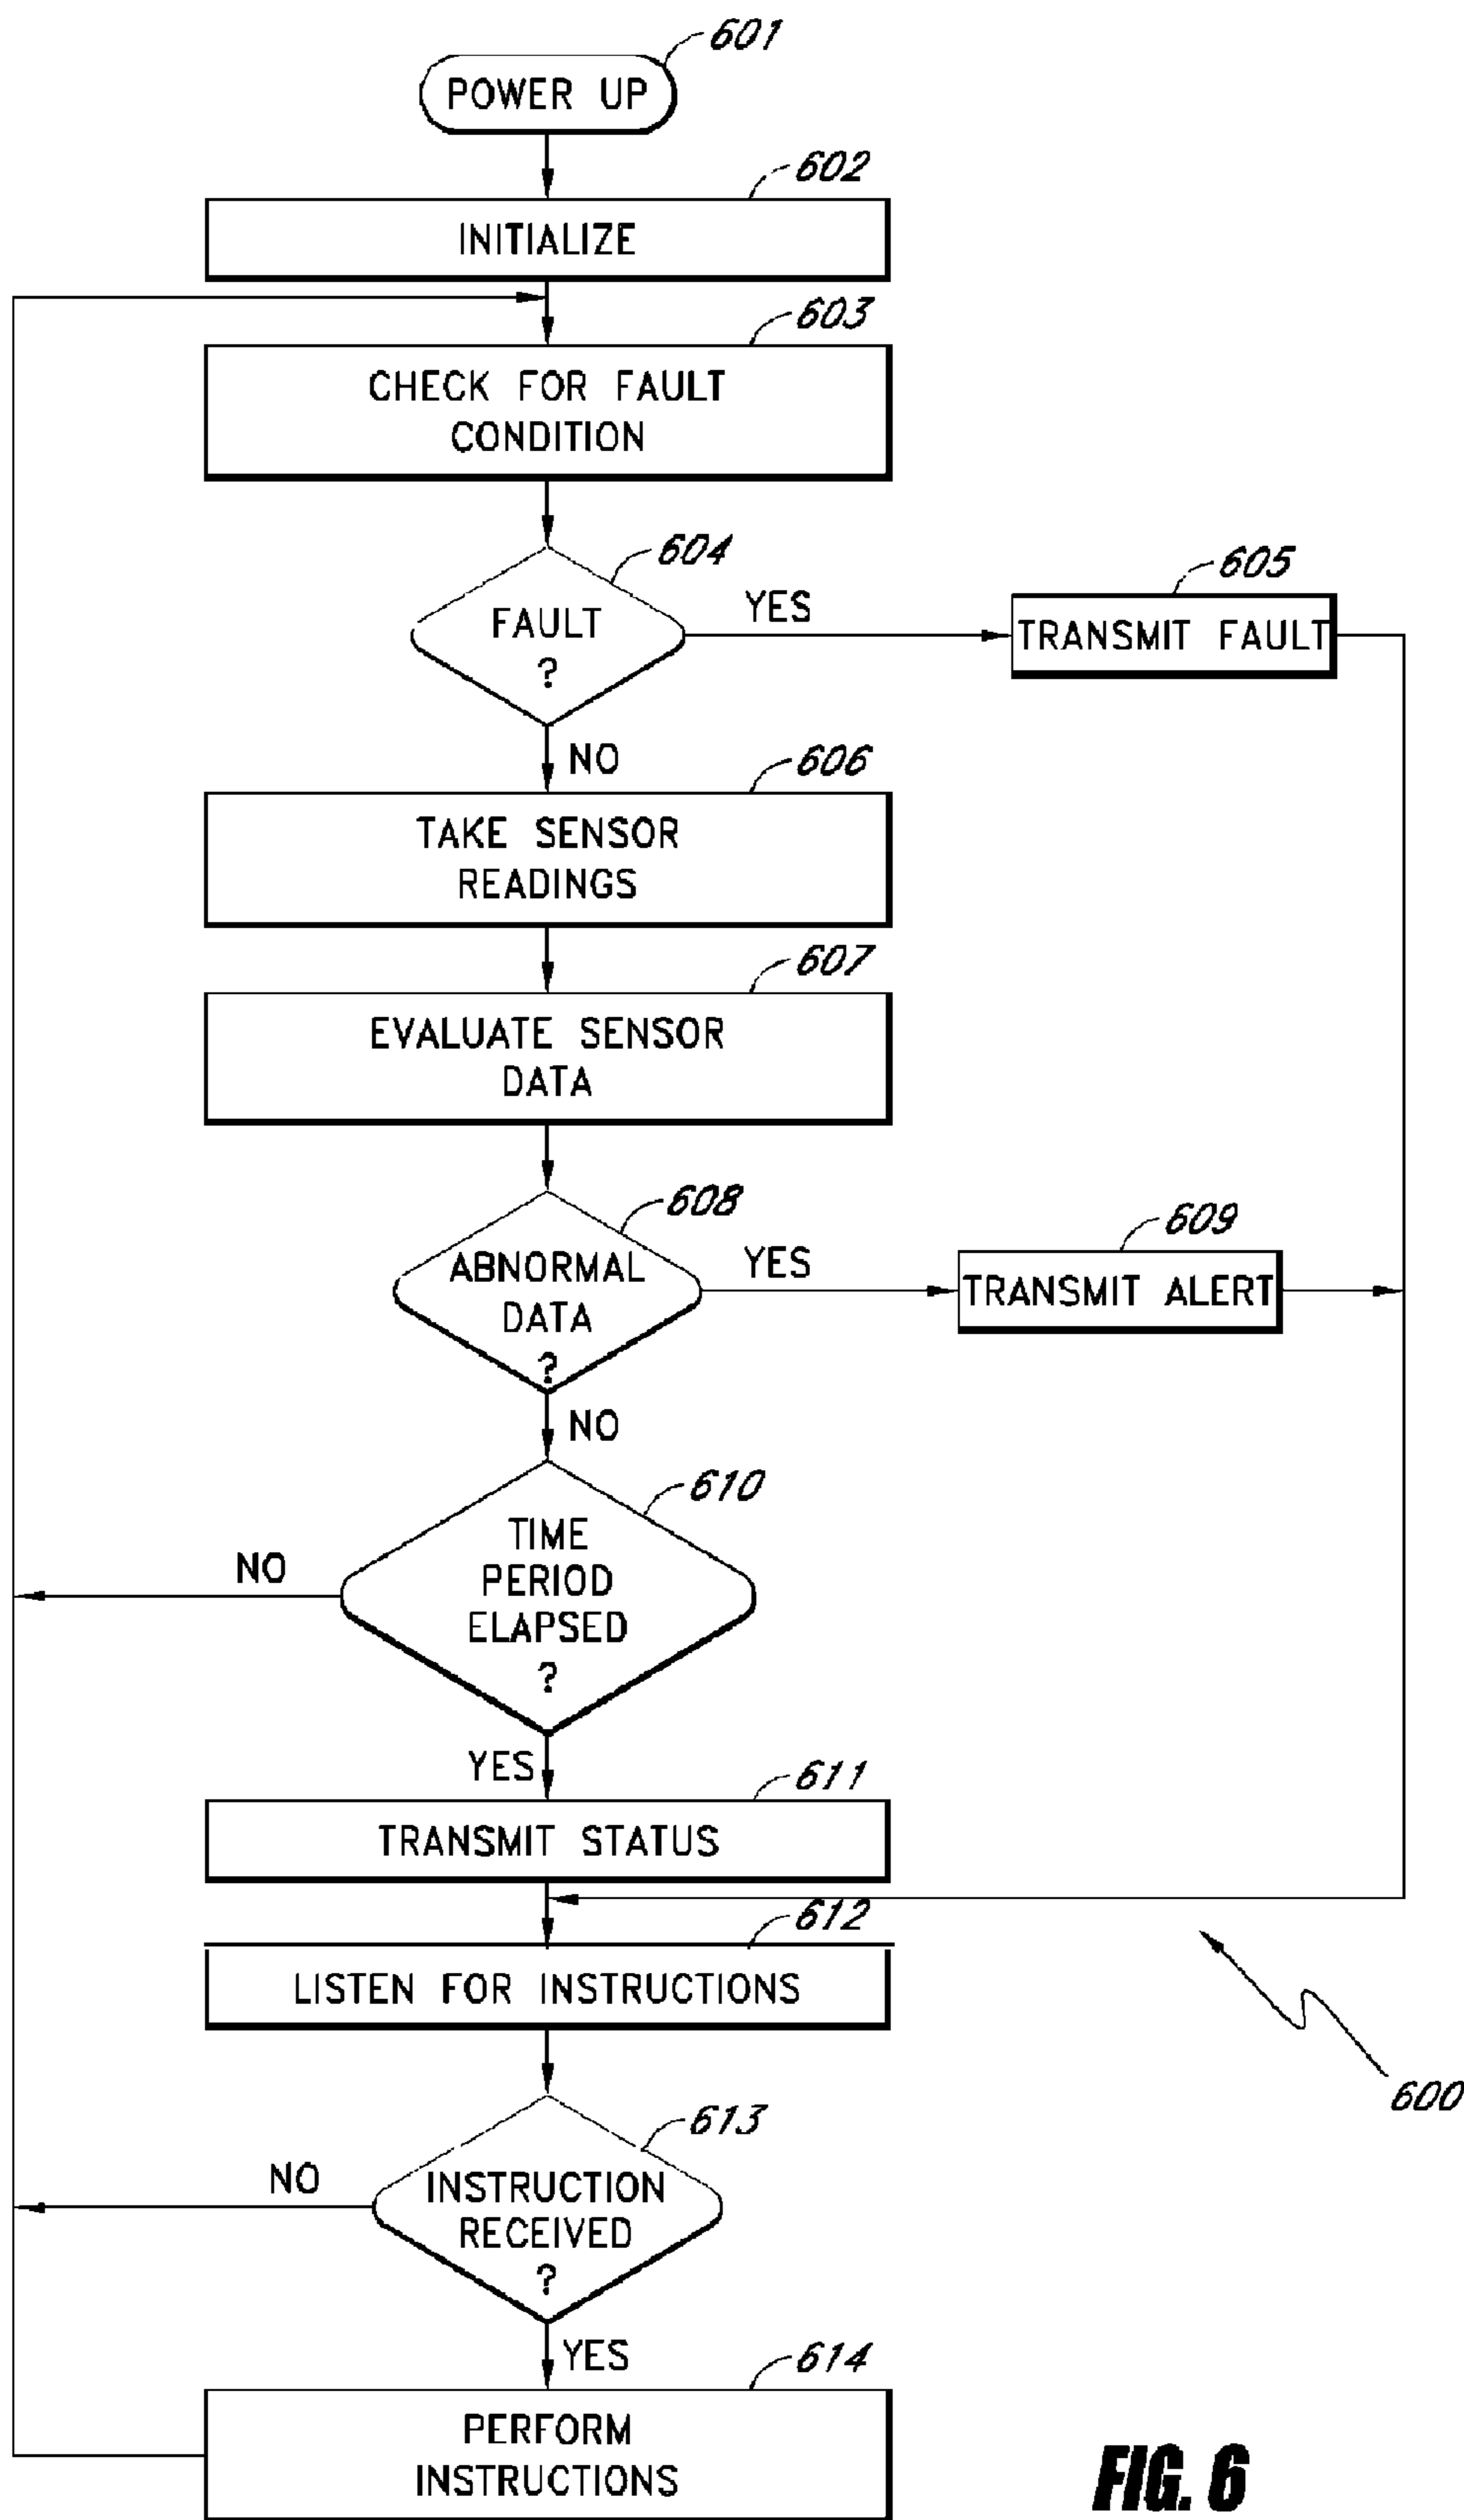 601
POWER UP
602
INITIALIZE
603
CHECK FOR FAULT
CONDITION
604
FAULT
?
YES
605
TRANSMIT FAULT
NO
606
TAKE SENSOR
READINGS
607
EVALUATE SENSOR
DATA
608
ABNORMAL
DATA
?
YES
609
TRANSMIT ALERT
NO
610
TIME
PERIOD
ELAPSED
?
NO
YES
611
TRANSMIT STATUS
612
LISTEN FOR INSTRUCTIONS
600
613
INSTRUCTION
RECEIVED
?
NO
YES
614
PERFORM
INSTRUCTIONS
FIG. 6